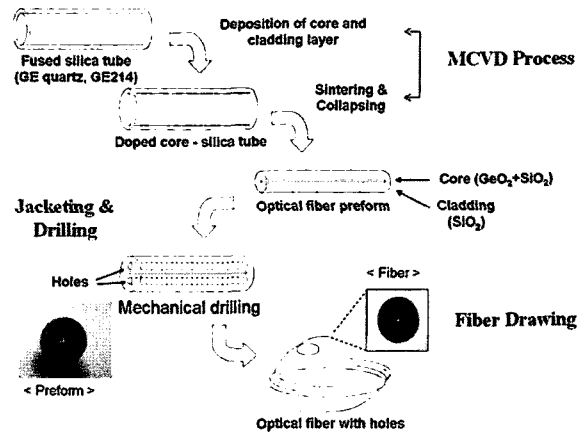 Deposition of core and
cladding layer
Fused silica tube
(GE quartz, GE214)
MCVD Process
Sintering &
Collapsing
Doped core - silica tube
Core (GeO₂+SiO₂)
Optical fiber preform
Cladding
(SiO₂)
Jacketing &
Drilling
Holes
Mechanical drilling
< Fiber >
Fiber Drawing
< Preform >
Optical fiber with holes